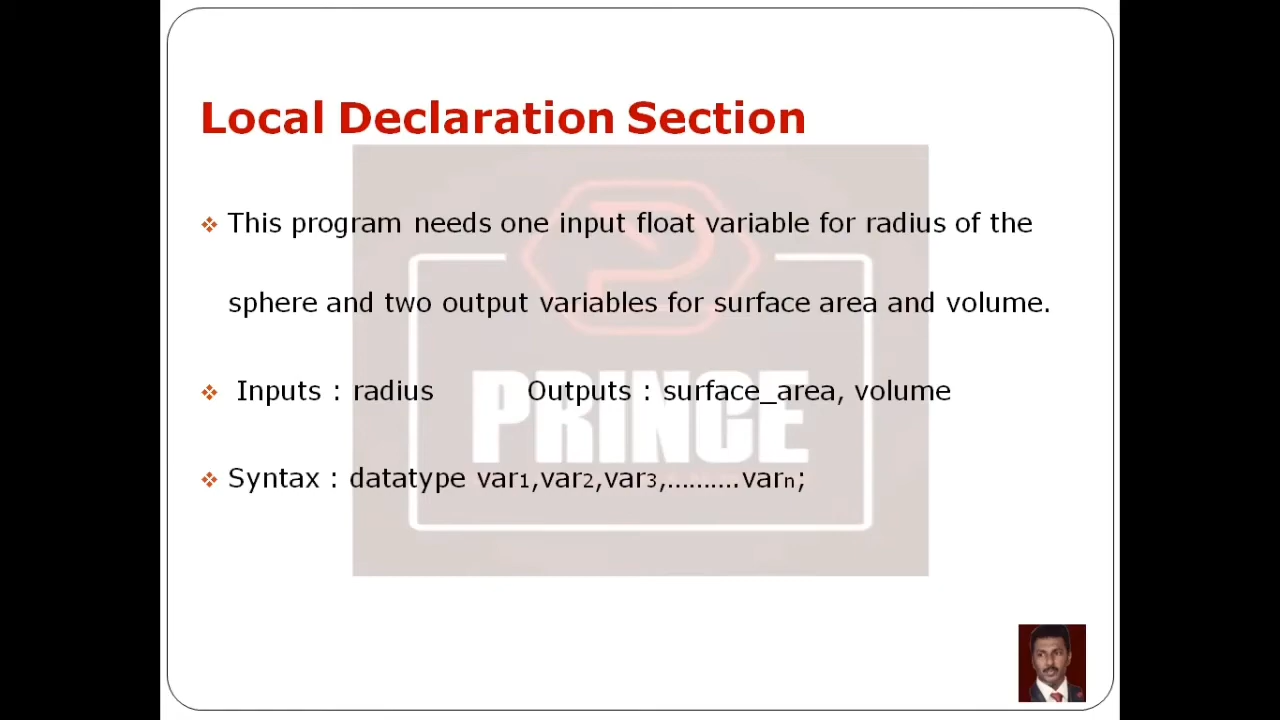 Local Declaration Section
This program needs one input float variable for radius of the
sphere and two output variables for surface area and volume.
Inputs : radius Outputs : surface_area, volume
Syntax : datatype var1,var2,var3,..........varn;
PRINCE